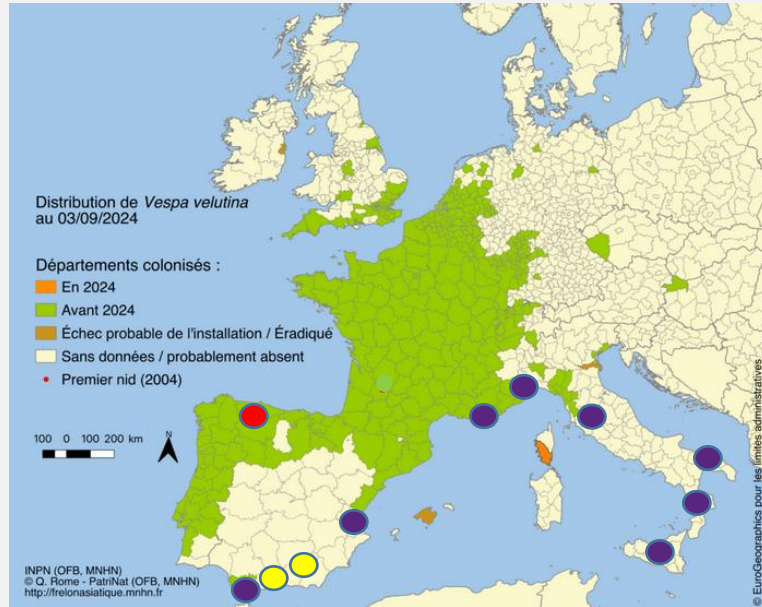 Distribution de Vespa velutina
au 03/09/2024
Départements colonisés :
En 2024
Avant 2024
Échec probable de l'installation / Éradiqué
Sans données / probablement absent
Premier nid (2004)
N
100 0 100 200 km
INPN (OFB, MNHN)
© Q. Rome - PatriNat (OFB, MNHN)
http://frelonasiatique.mnhn.fr
© EuroGeographics pour les limites administratives